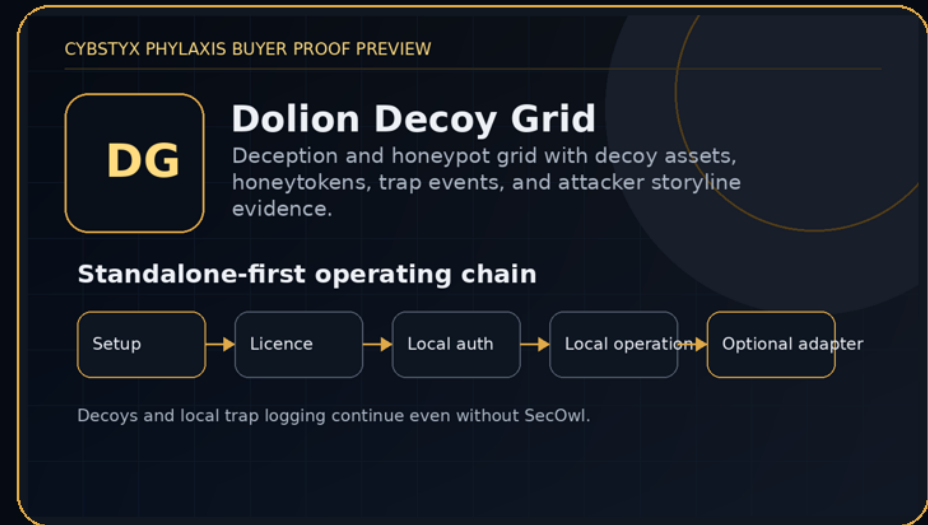 CYBSTYX PHYLAXIS BUYER PROOF PREVIEW
DG
Dolion Decoy Grid
Deception and honeypot grid with decoy assets,
honeytokens, trap events, and attacker storyline
evidence.
Standalone-first operating chain
Setup
Licence
Local auth
Local operation
Optional adapter
Decoys and local trap logging continue even without SecOwl.